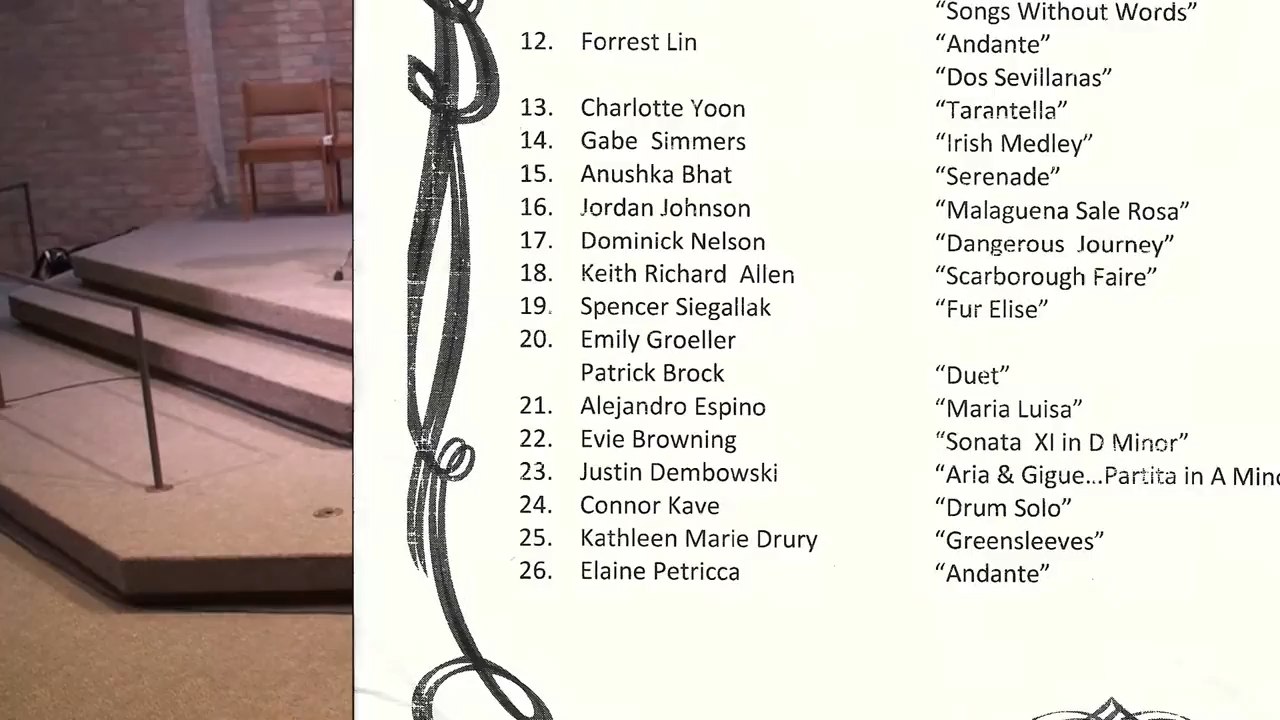 “Songs Without Words”
12. Forrest Lin “Andante”
“Dos Sevillanas”
13. Charlotte Yoon “Tarantella”
14. Gabe Simmers “Irish Medley”
15. Anushka Bhat “Serenade”
16. Jordan Johnson “Malaguena Sale Rosa”
17. Dominick Nelson “Dangerous Journey”
18. Keith Richard Allen “Scarborough Faire”
19. Spencer Siegallak “Fur Elise”
20. Emily Groeller
Patrick Brock “Duet”
21. Alejandro Espino “Maria Luisa”
22. Evie Browning “Sonata XI in D Minor”
23. Justin Dembowski “Aria & Gigue...Partita in A
24. Connor Kave “Drum Solo”
25. Kathleen Marie Drury “Greensleeves”
26. Elaine Petricca “Andante”